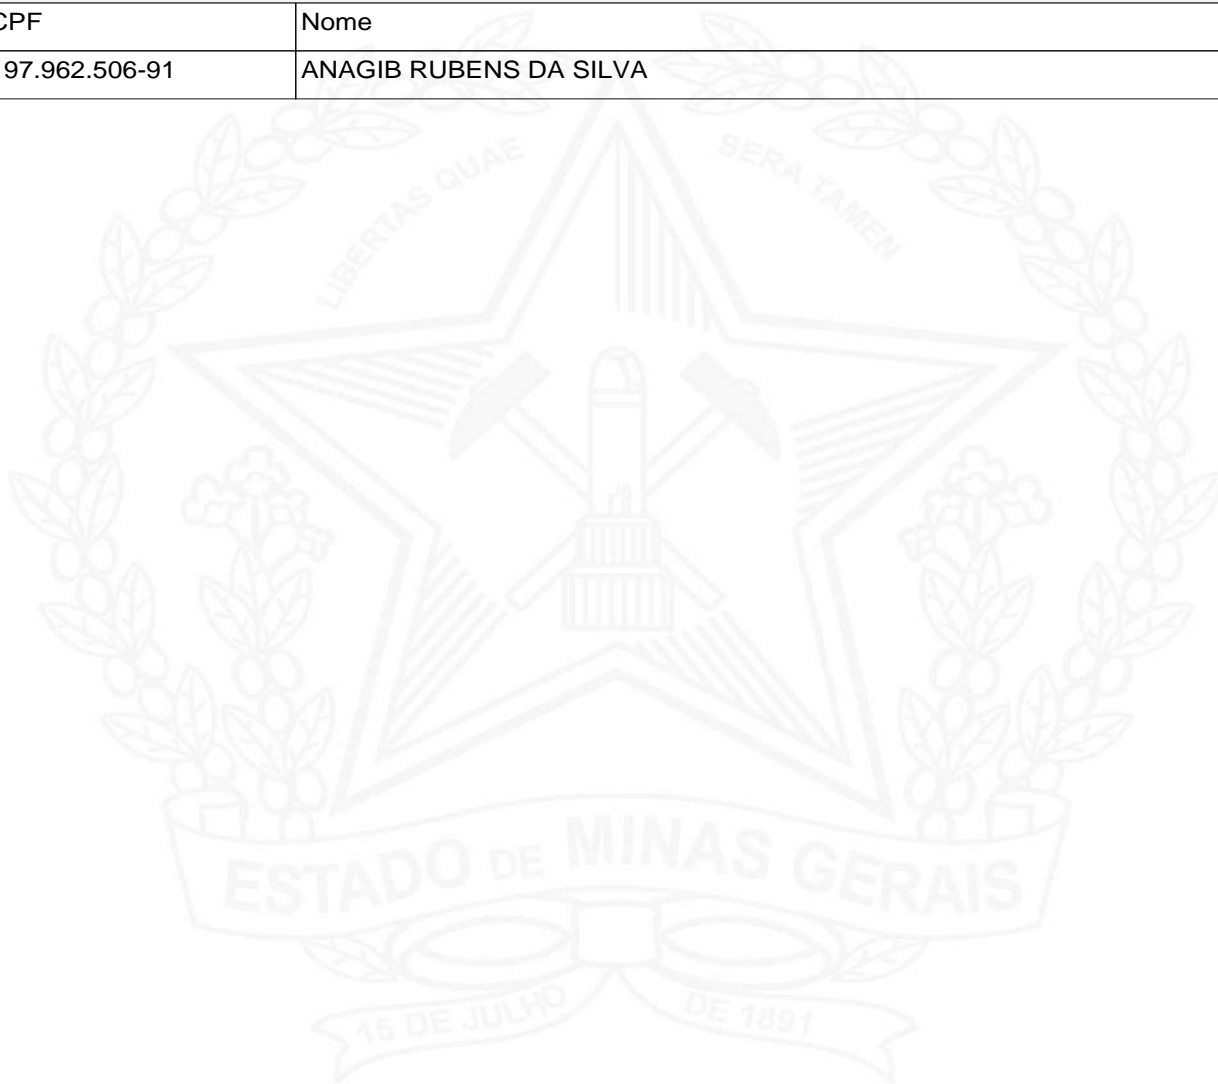 CPF Nome
97.962.506-91 ANAGIB RUBENS DA SILVA
LIBERTAS QUAE SERA TAMEN
ESTADO DE MINAS GERAIS
15 DE JULHO DE 1891